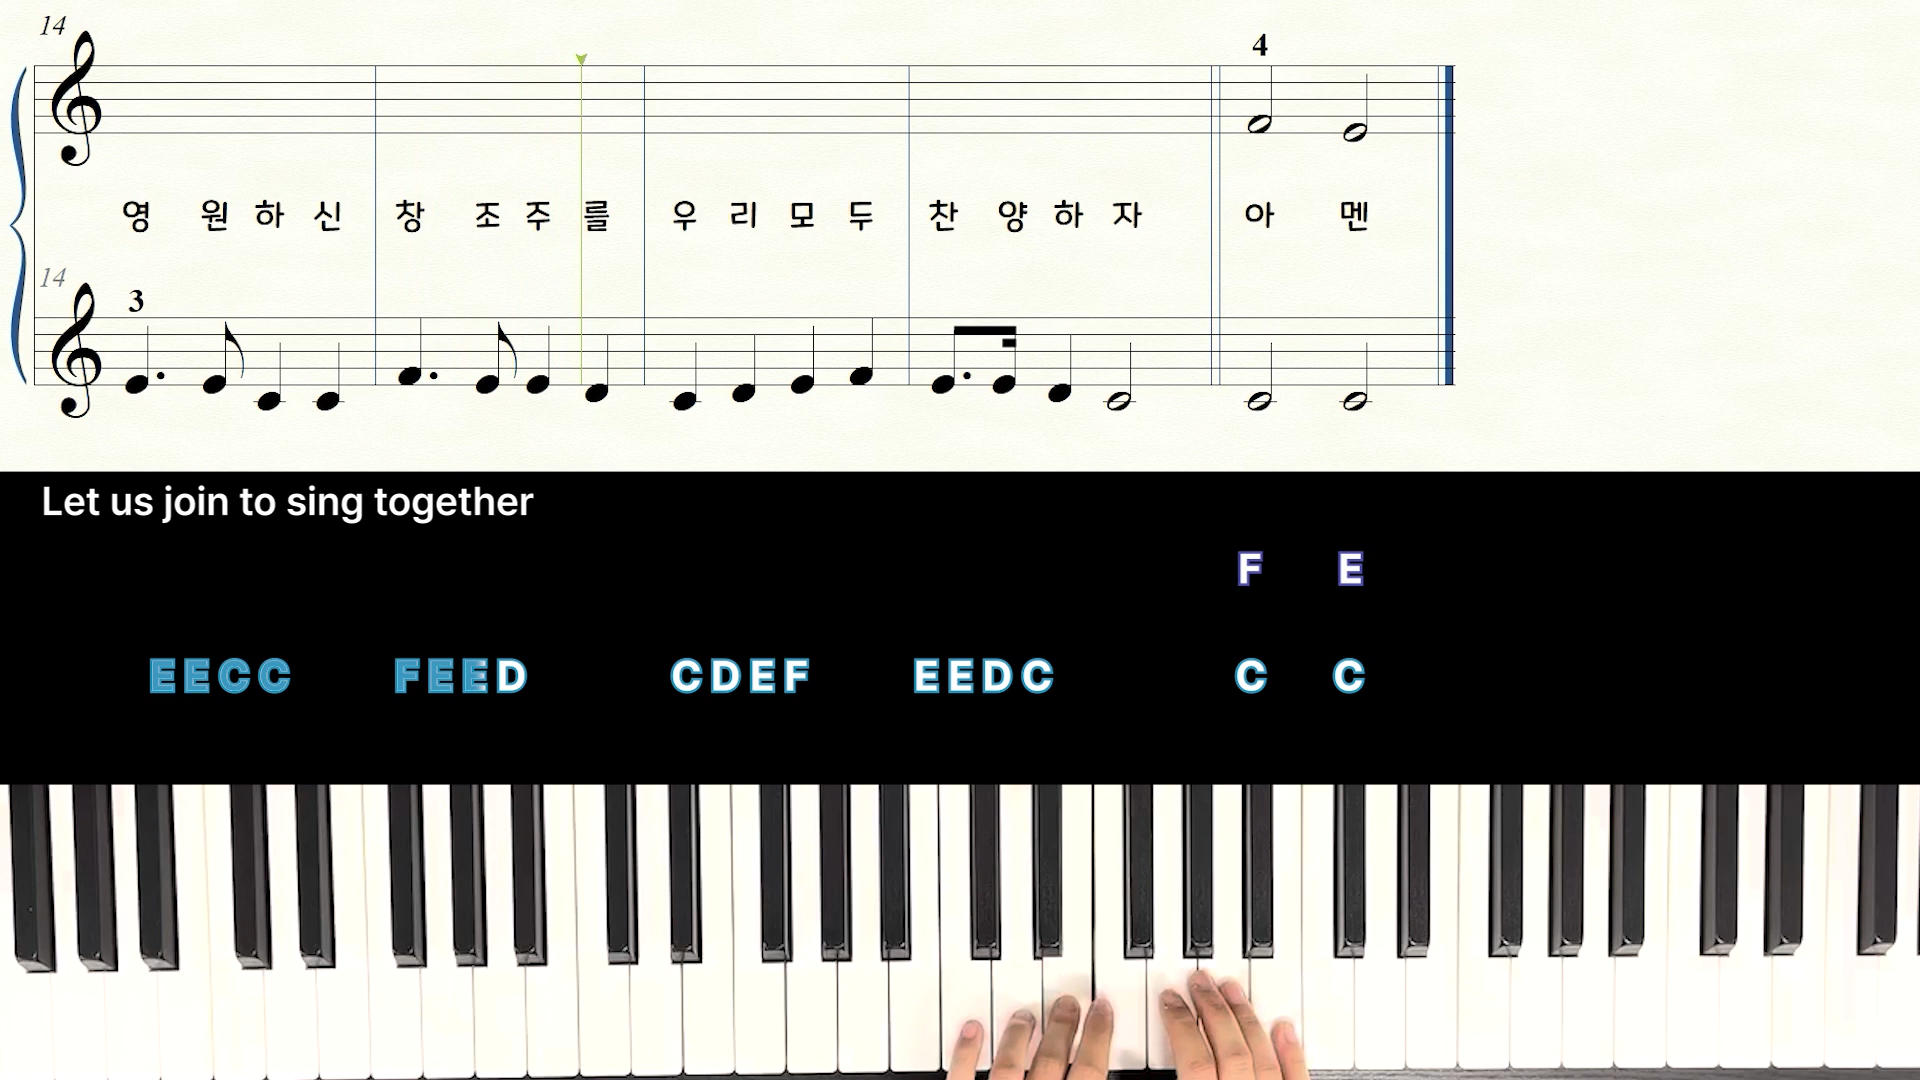 14
4
영 원 하 신 창 조 주 를 우 리 모 두 찬 양 하 자 아 멘
14
3
Let us join to sing together
F E
EECC FEED CDEF EEDC C C